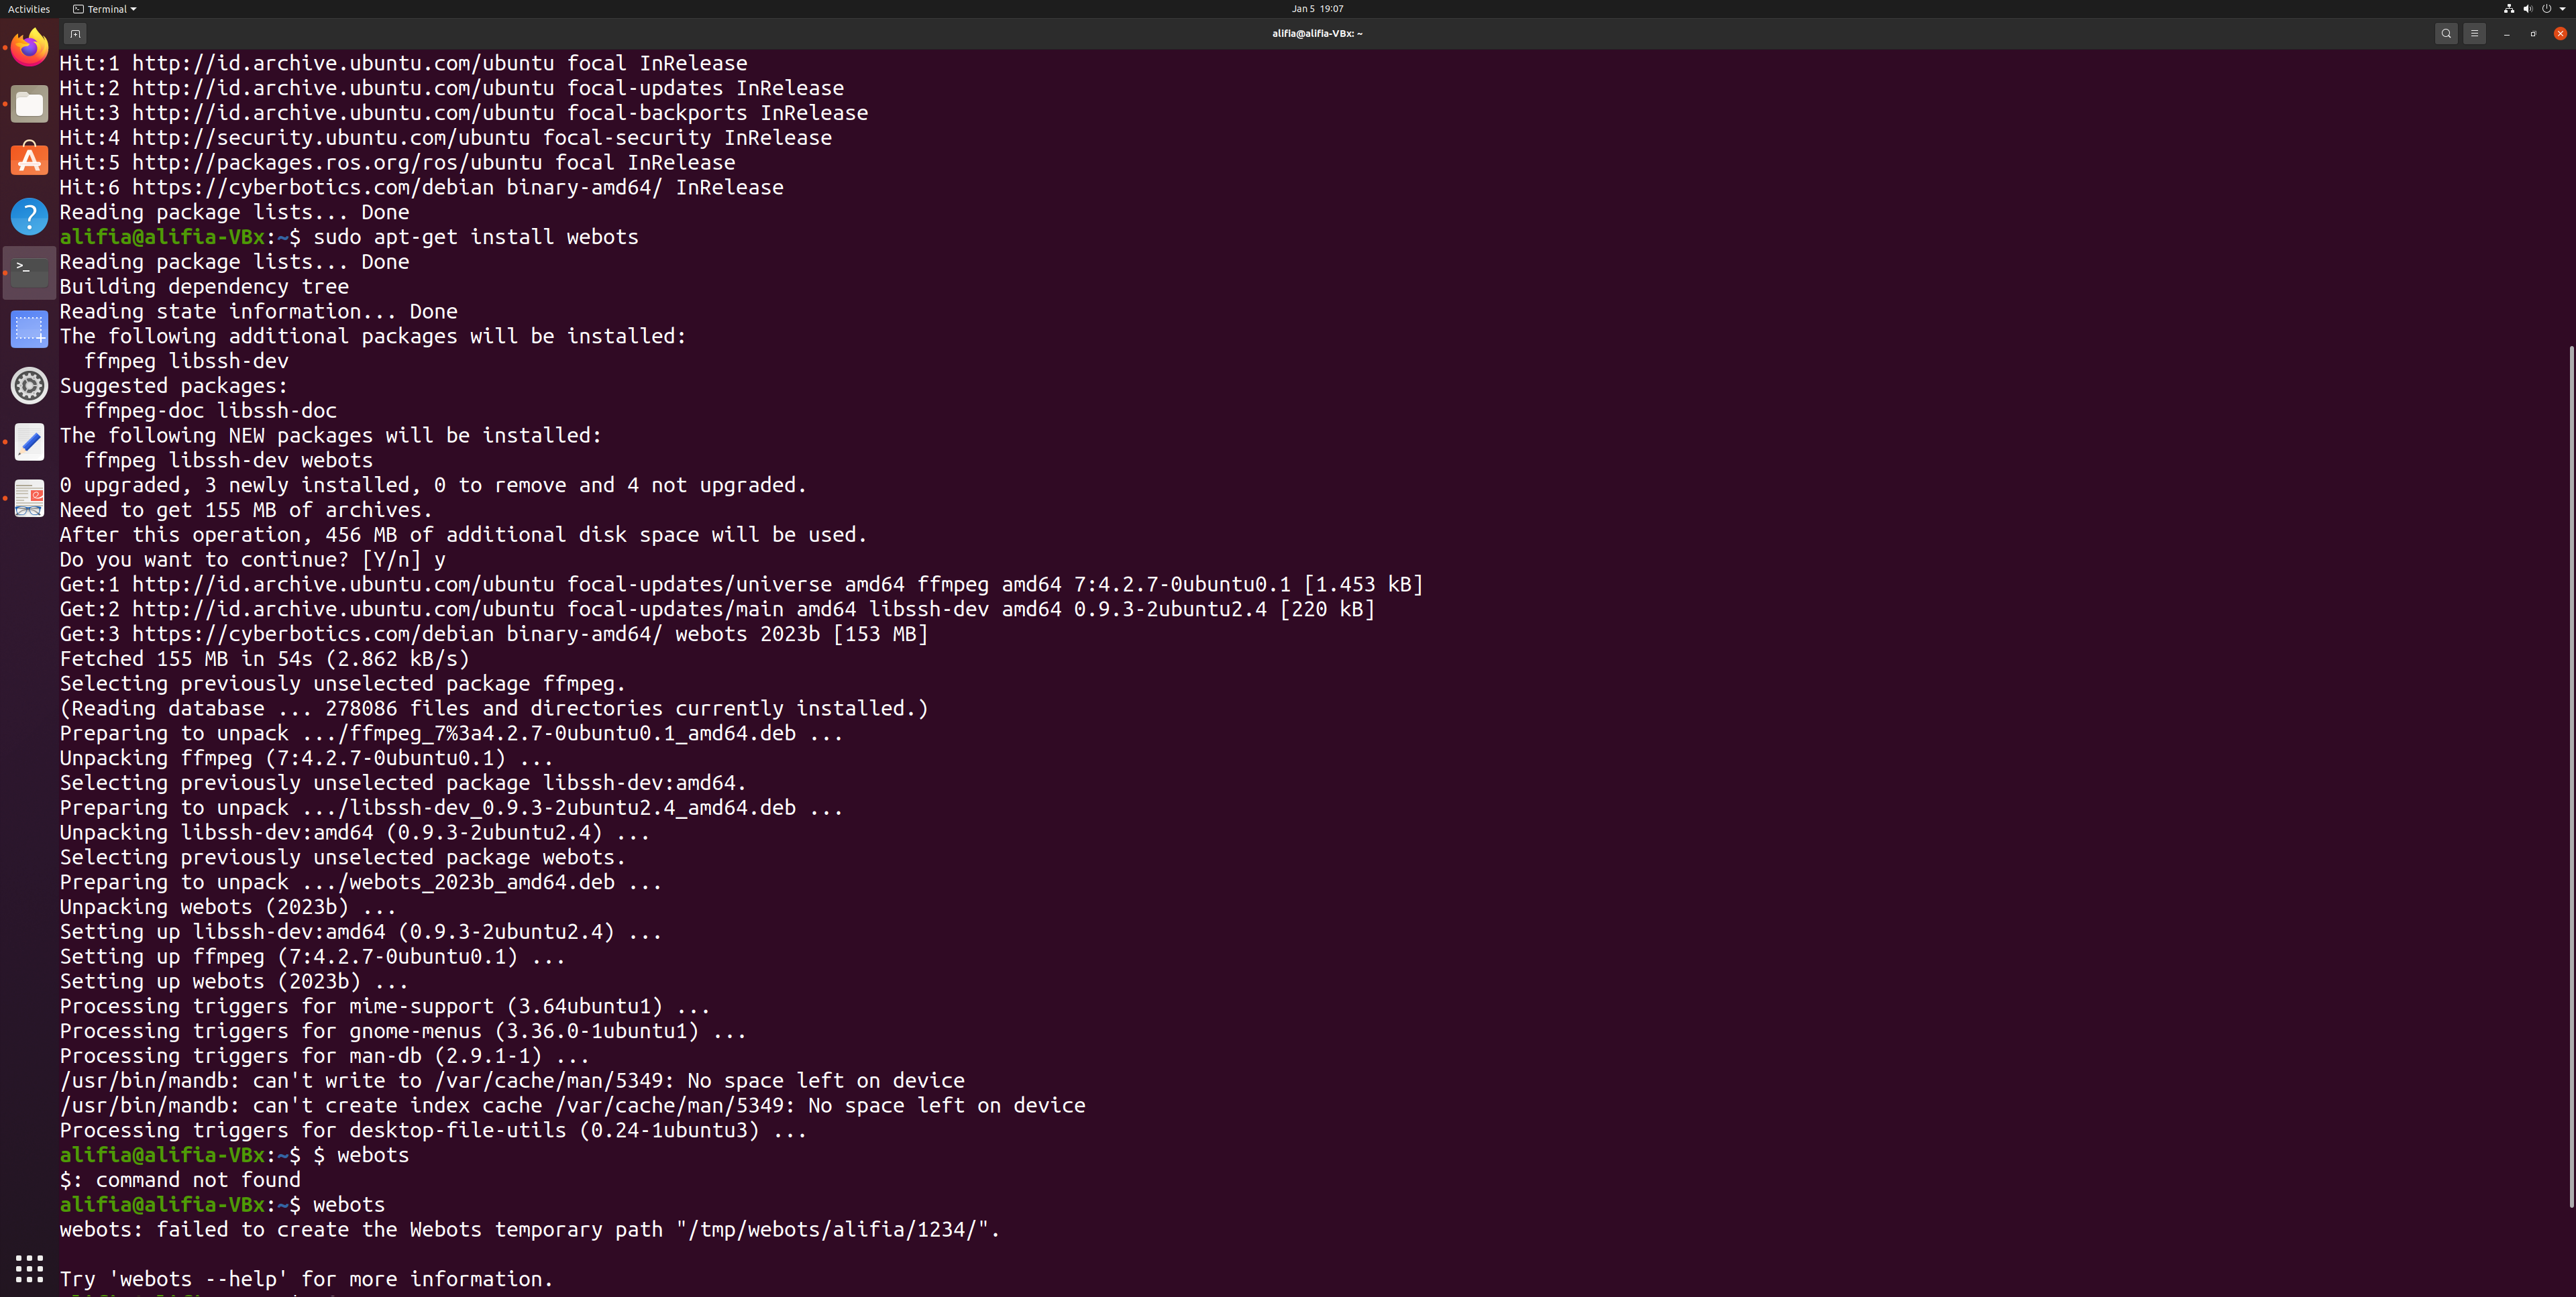 Activities
Terminal
Jan 5 19:07
alifia@alifia-VBx: ~
Hit:1 http://id.archive.ubuntu.com/ubuntu focal InRelease
Hit:2 http://id.archive.ubuntu.com/ubuntu focal-updates InRelease
Hit:3 http://id.archive.ubuntu.com/ubuntu focal-backports InRelease
Hit:4 http://security.ubuntu.com/ubuntu focal-security InRelease
Hit:5 http://packages.ros.org/ros/ubuntu focal InRelease
Hit:6 https://cyberbotics.com/debian binary-amd64/ InRelease
Reading package lists... Done
alifia@alifia-VBx:~$ sudo apt-get install webots
Reading package lists... Done
Building dependency tree
Reading state information... Done
The following additional packages will be installed:
  ffmpeg libssh-dev
Suggested packages:
  ffmpeg-doc libssh-doc
The following NEW packages will be installed:
  ffmpeg libssh-dev webots
0 upgraded, 3 newly installed, 0 to remove and 4 not upgraded.
Need to get 155 MB of archives.
After this operation, 456 MB of additional disk space will be used.
Do you want to continue? [Y/n] y
Get:1 http://id.archive.ubuntu.com/ubuntu focal-updates/universe amd64 ffmpeg amd64 7:4.2.7-0ubuntu0.1 [1.453 kB]
Get:2 http://id.archive.ubuntu.com/ubuntu focal-updates/main amd64 libssh-dev amd64 0.9.3-2ubuntu2.4 [220 kB]
Get:3 https://cyberbotics.com/debian binary-amd64/ webots 2023b [153 MB]
Fetched 155 MB in 54s (2.862 kB/s)
Selecting previously unselected package ffmpeg.
(Reading database ... 278086 files and directories currently installed.)
Preparing to unpack .../ffmpeg_7%3a4.2.7-0ubuntu0.1_amd64.deb ...
Unpacking ffmpeg (7:4.2.7-0ubuntu0.1) ...
Selecting previously unselected package libssh-dev:amd64.
Preparing to unpack .../libssh-dev_0.9.3-2ubuntu2.4_amd64.deb ...
Unpacking libssh-dev:amd64 (0.9.3-2ubuntu2.4) ...
Selecting previously unselected package webots.
Preparing to unpack .../webots_2023b_amd64.deb ...
Unpacking webots (2023b) ...
Setting up libssh-dev:amd64 (0.9.3-2ubuntu2.4) ...
Setting up ffmpeg (7:4.2.7-0ubuntu0.1) ...
Setting up webots (2023b) ...
Processing triggers for mime-support (3.64ubuntu1) ...
Processing triggers for gnome-menus (3.36.0-1ubuntu1) ...
Processing triggers for man-db (2.9.1-1) ...
/usr/bin/mandb: can't write to /var/cache/man/5349: No space left on device
/usr/bin/mandb: can't create index cache /var/cache/man/5349: No space left on device
Processing triggers for desktop-file-utils (0.24-1ubuntu3) ...
alifia@alifia-VBx:~$ $ webots
$: command not found
alifia@alifia-VBx:~$ webots
webots: failed to create the Webots temporary path "/tmp/webots/alifia/1234/".
Try 'webots --help' for more information.